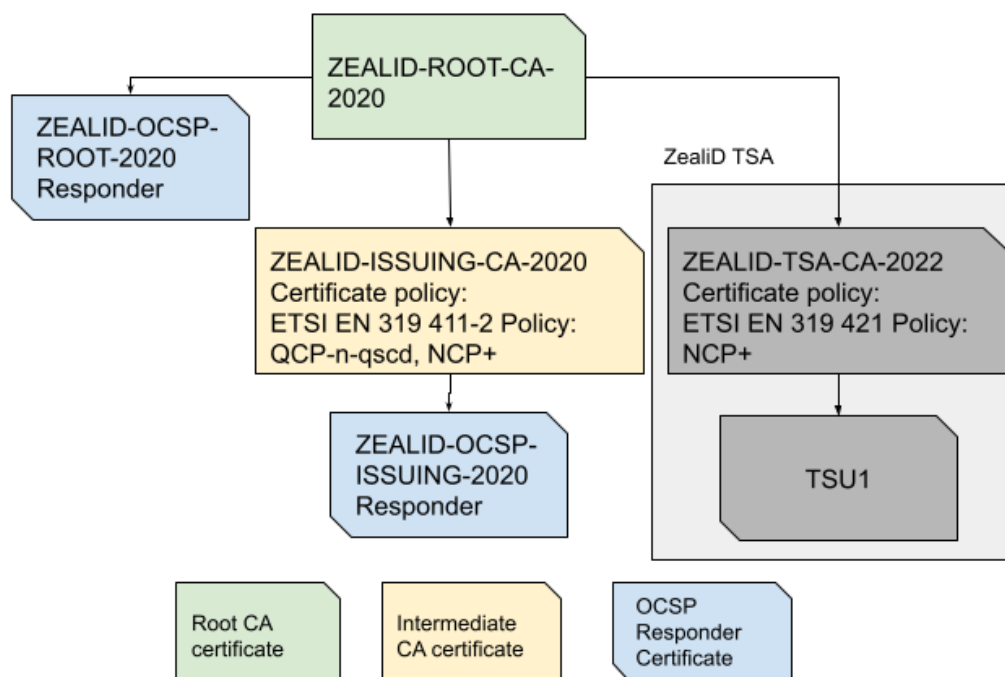 ZEALID-ROOT-CA-
2020
ZEALID-OCSP-
ROOT-2020
Responder
ZealiD TSA
ZEALID-ISSUING-CA-2020
Certificate policy:
ETSI EN 319 411-2 Policy:
QCP-n-qscd, NCP+
ZEALID-TSA-CA-2022
Certificate policy:
ETSI EN 319 421 Policy:
NCP+
ZEALID-OCSP-
ISSUING-2020
Responder
TSU1
Root CA
certificate
Intermediate
CA certificate
OCSP
Responder
Certificate